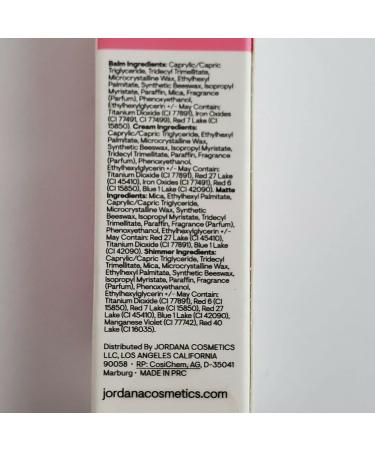 Balm Ingredients: Caprylic/Capric
Triglyceride, Tridecyl Trimellitate,
Microcrystalline Wax, Ethylhexyl
Palmitate, Synthetic Beeswax, Isopropyl
Myristate, Paraffin, Mica, Fragrance
(Parfum), Phenoxyethanol,
Ethylhexylglycerin +/- May Contain:
Titanium Dioxide (CI 77891), Iron Oxides
(CI 77491, CI 77499), Red 7 Lake (CI
15850). Cream Ingredients:
Caprylic/Capric Triglyceride, Ethylhexyl
Palmitate, Microcrystalline Wax,
Synthetic Beeswax, Isopropyl Myristate,
Tridecyl Trimellitate, Paraffin, Fragrance
(Parfum), Mica, Phenoxyethanol,
Ethylhexylglycerin +/- May Contain:
Titanium Dioxide (CI 77891), Red 27 Lake
(CI 45410), Iron Oxides (CI 77491), Red 6
(CI 15850), Blue 1 Lake (CI 42090). Matte
Ingredients: Mica, Ethylhexyl Palmitate,
Caprylic/Capric Triglyceride,
Microcrystalline Wax, Synthetic
Beeswax, Isopropyl Myristate, Tridecyl
Trimellitate, Paraffin, Fragrance (Parfum),
Phenoxyethanol, Ethylhexylglycerin +/-
May Contain: Red 27 Lake (CI 45410),
Titanium Dioxide (CI 77891), Blue 1 Lake
(CI 42090). Shimmer Ingredients:
Caprylic/Capric Triglyceride, Tridecyl
Trimellitate, Mica, Microcrystalline Wax,
Ethylhexyl Palmitate, Synthetic Beeswax,
Isopropyl Myristate, Paraffin, Fragrance
(Parfum), Phenoxyethanol,
Ethylhexylglycerin +/- May Contain:
Titanium Dioxide (CI 77891), Red 6 (CI
15850), Red 7 Lake (CI 15850), Red 27
Lake (CI 45410), Blue 1 Lake (CI 42090),
Manganese Violet (CI 77742), Red 40
Lake (CI 16035).
Distributed By JORDANA COSMETICS
LLC, LOS ANGELES CALIFORNIA
90058 • RP: CosiChem, AG, D-35041
Marburg • MADE IN PRC
jordanacosmetics.com